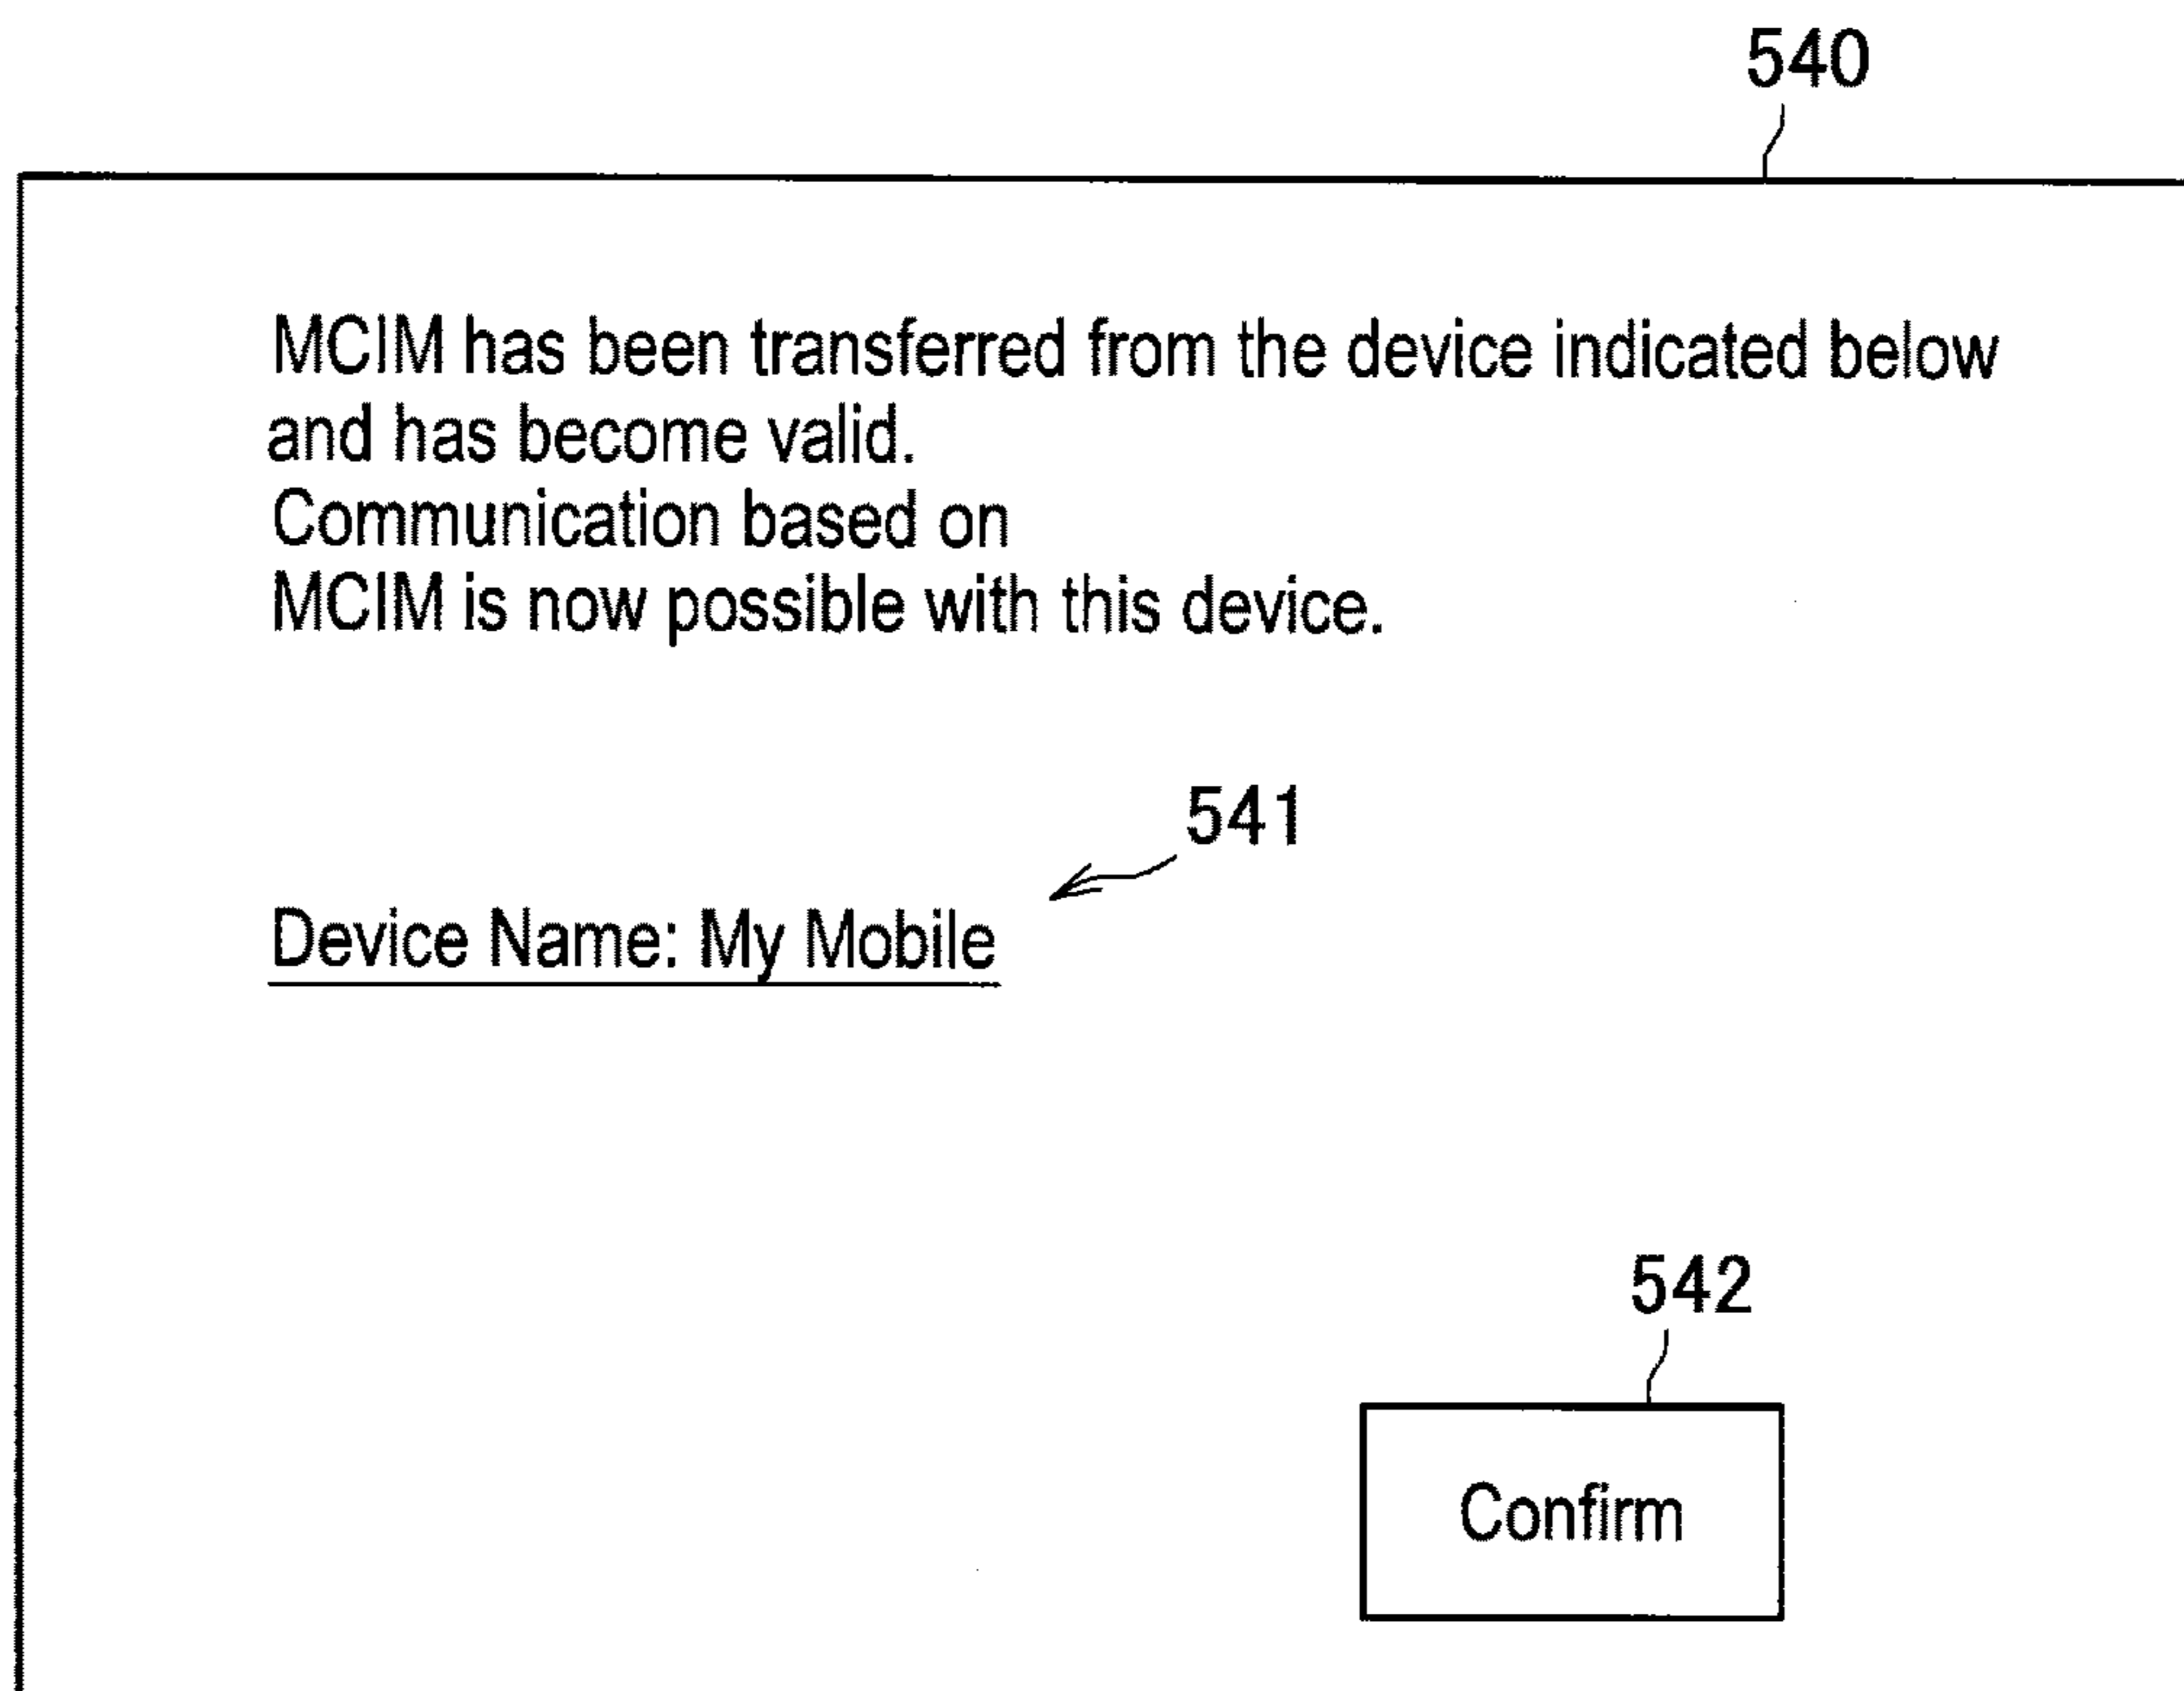 540
MCIM has been transferred from the device indicated below
and has become valid.
Communication based on
MCIM is now possible with this device.
541
Device Name: My Mobile
542
Confirm